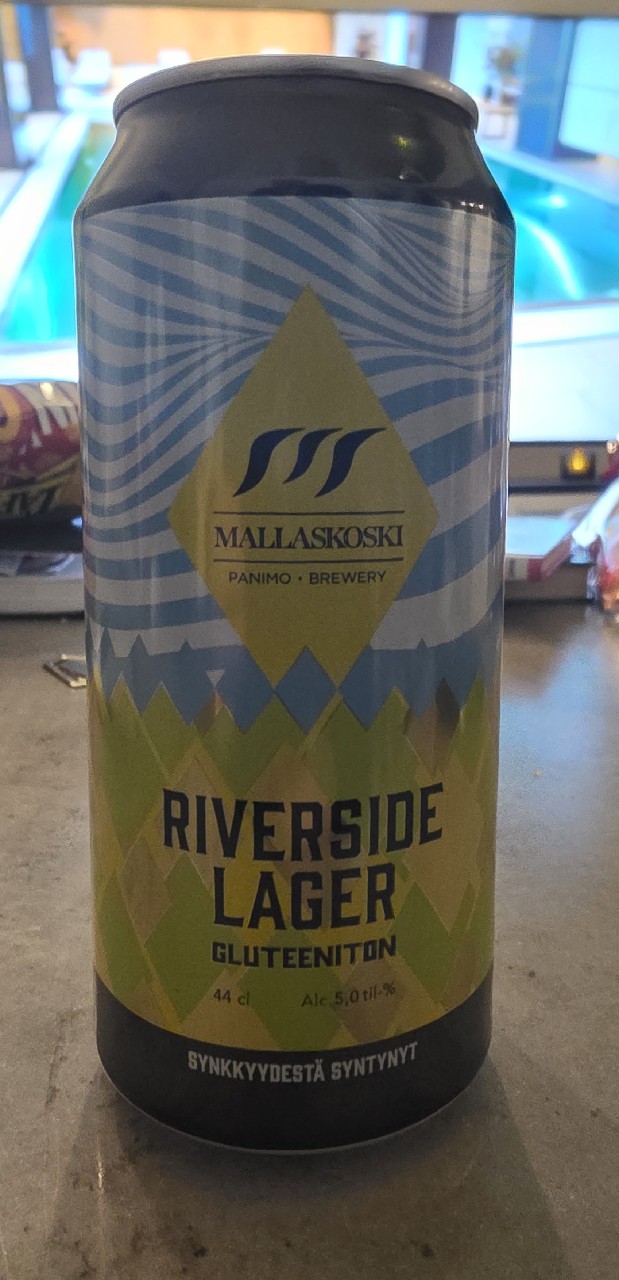 MALLASKOSKI
PANIMO • BREWERY
RIVERSIDE
LAGER
GLUTEENITON
44 cl Alc. 5,0 til-%
SYNKKYYDESTÄ SYNTYNYT